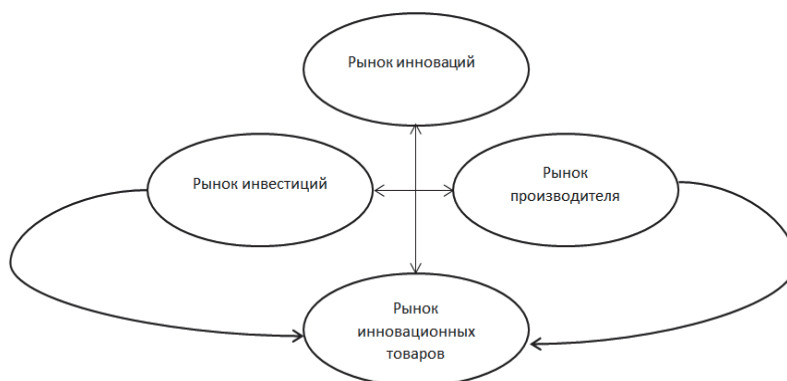 Рынок инноваций
Рынок инвестиций
Рынок
производителя
Рынок
инновационных
товаров